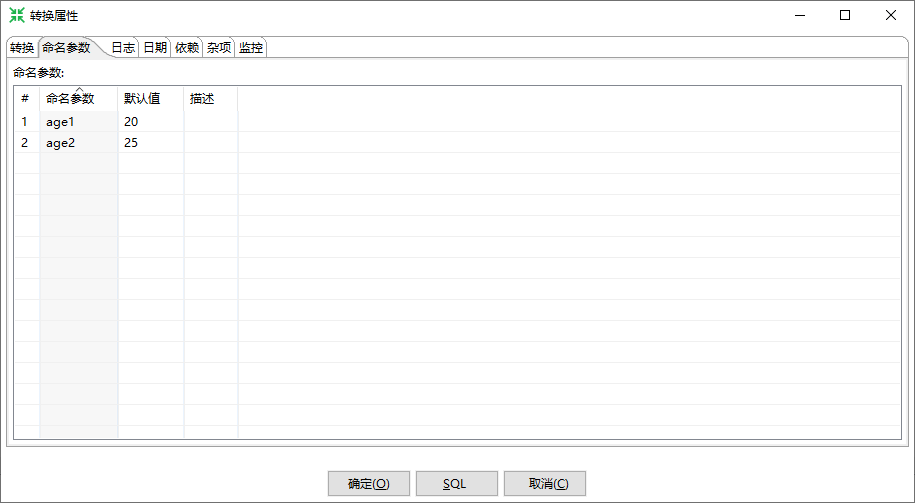 转换属性
转换 命名参数 日志 日期 依赖 杂项 监控
命名参数:
# 命名参数 默认值 描述
1 age1 20
2 age2 25
确定(O) SQL 取消(C)